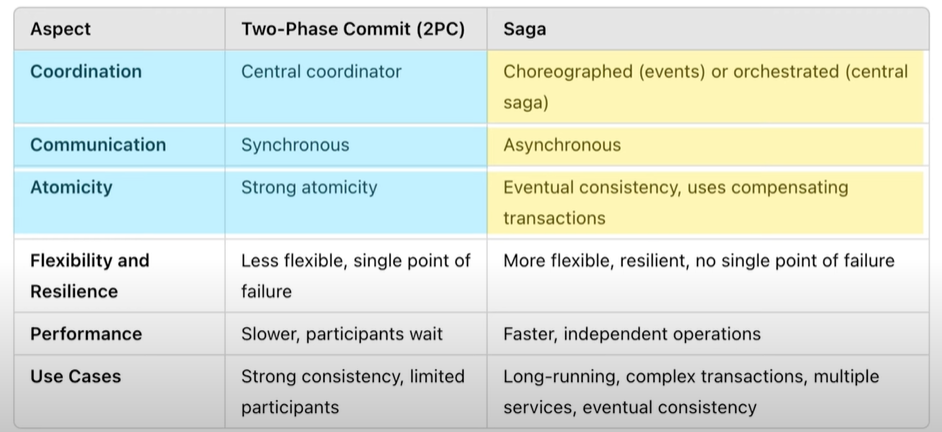 Aspect Two-Phase Commit (2PC) Saga
Coordination Central coordinator Choreographed (events) or orchestrated (central
saga)
Communication Synchronous Asynchronous
Atomicity Strong atomicity Eventual consistency, uses compensating
transactions
Flexibility and Less flexible, single point of More flexible, resilient, no single point of failure
Resilience failure
Performance Slower, participants wait Faster, independent operations
Use Cases Strong consistency, limited Long-running, complex transactions, multiple
participants services, eventual consistency